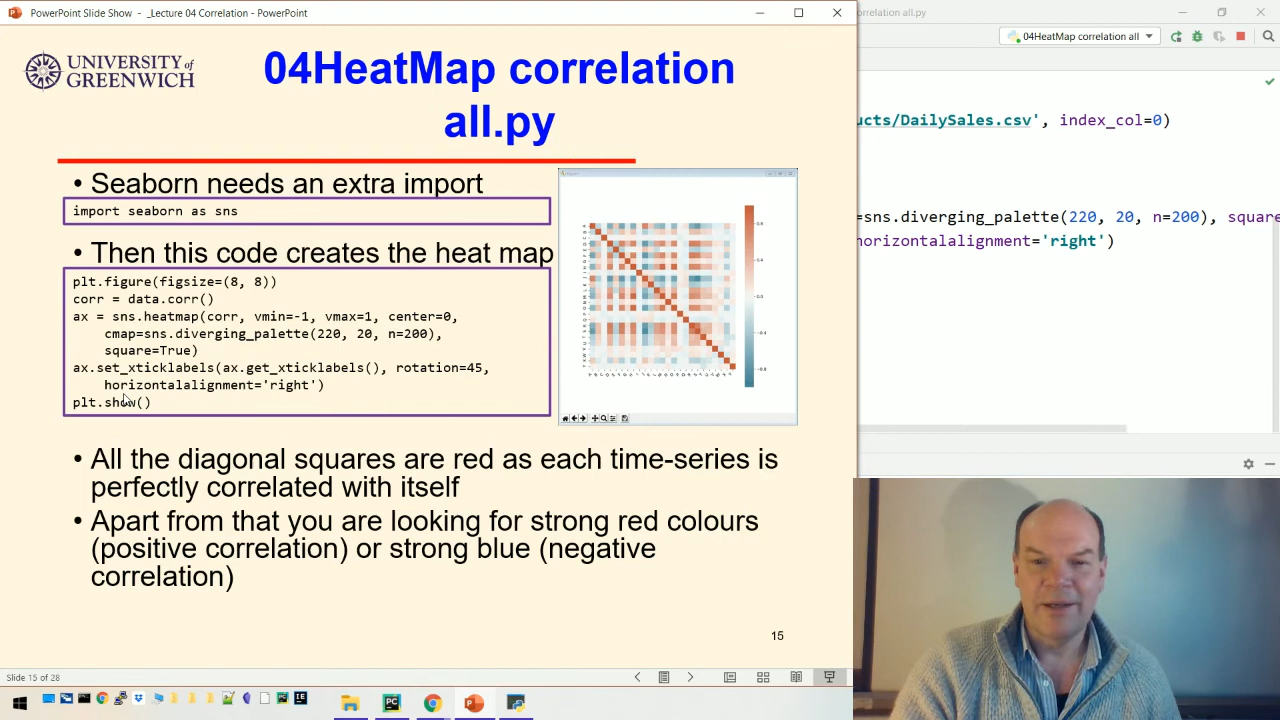 PowerPoint Slide Show - _Lecture 04 Correlation - PowerPoint
orrelation all.py
04HeatMap correlation all
UNIVERSITY OF
GREENWICH
04HeatMap correlation
all.py
ucts/DailySales.csv', index_col=0)
• Seaborn needs an extra import
import seaborn as sns
=sns.diverging_palette(220, 20, n=200), square
horizontalalignment='right')
• Then this code creates the heat map
plt.figure(figsize=(8, 8))
corr = data.corr()
ax = sns.heatmap(corr, vmin=-1, vmax=1, center=0,
cmap=sns.diverging_palette(220, 20, n=200),
square=True)
ax.set_xticklabels(ax.get_xticklabels(), rotation=45,
horizontalalignment='right')
plt.show()
• All the diagonal squares are red as each time-series is
perfectly correlated with itself
• Apart from that you are looking for strong red colours
(positive correlation) or strong blue (negative
correlation)
15
Slide 15 of 28